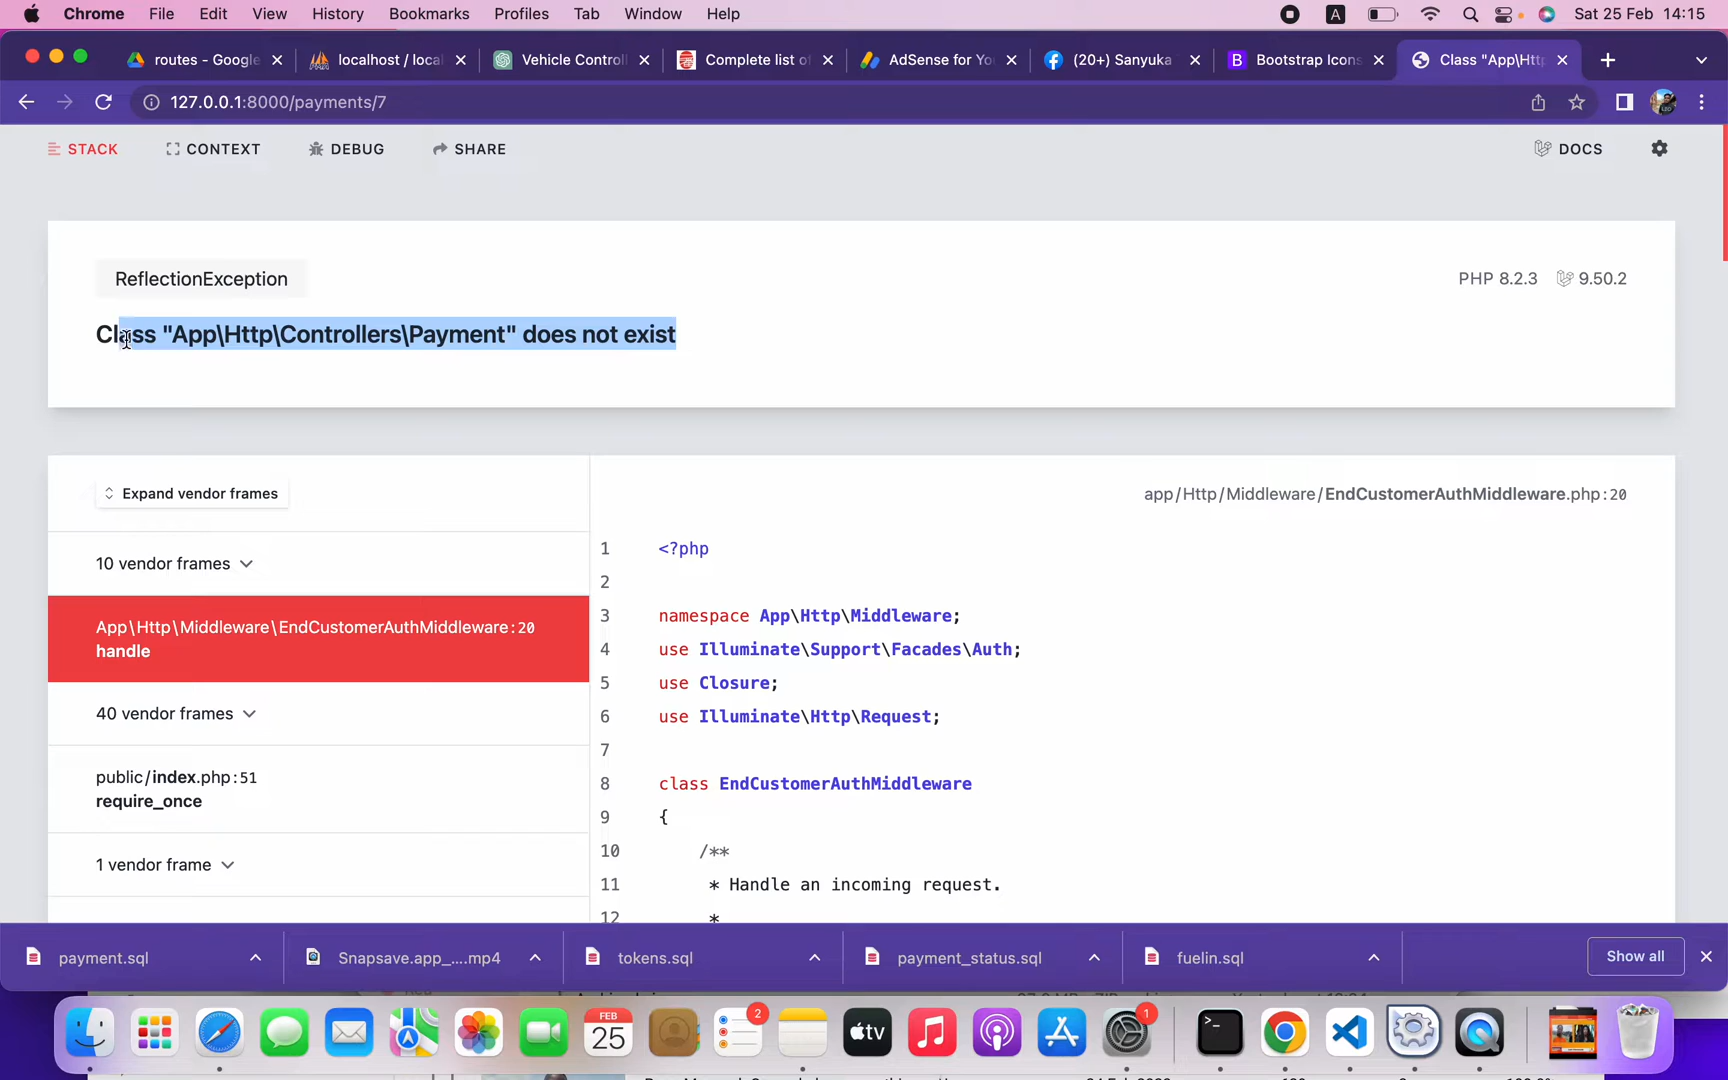 Chrome File Edit View History Bookmarks Profiles Tab Window Help A Sat 25 Feb 14:15
routes - Google localhost / local Vehicle Controll Complete list of AdSense for Yo (20+) Sanyuka B Bootstrap Icons Class "App\Http
127.0.0.1:8000/payments/7
STACK CONTEXT DEBUG SHARE DOCS
ReflectionException PHP 8.2.3 9.50.2
Class "App\Http\Controllers\Payment" does not exist
Expand vendor frames
10 vendor frames
App\Http\Middleware\EndCustomerAuthMiddleware:20
handle
40 vendor frames
public/index.php:51
require_once
1 vendor frame
app/Http/Middleware/EndCustomerAuthMiddleware.php:20
1 <?php
2
3 namespace App\Http\Middleware;
4 use Illuminate\Support\Facades\Auth;
5 use Closure;
6 use Illuminate\Http\Request;
7
8 class EndCustomerAuthMiddleware
9 {
10 /**
11 * Handle an incoming request.
12 *
payment.sql Snapsave.app_....mp4 tokens.sql payment_status.sql fuelin.sql Show all
FEB 25 2 tv 1 >_